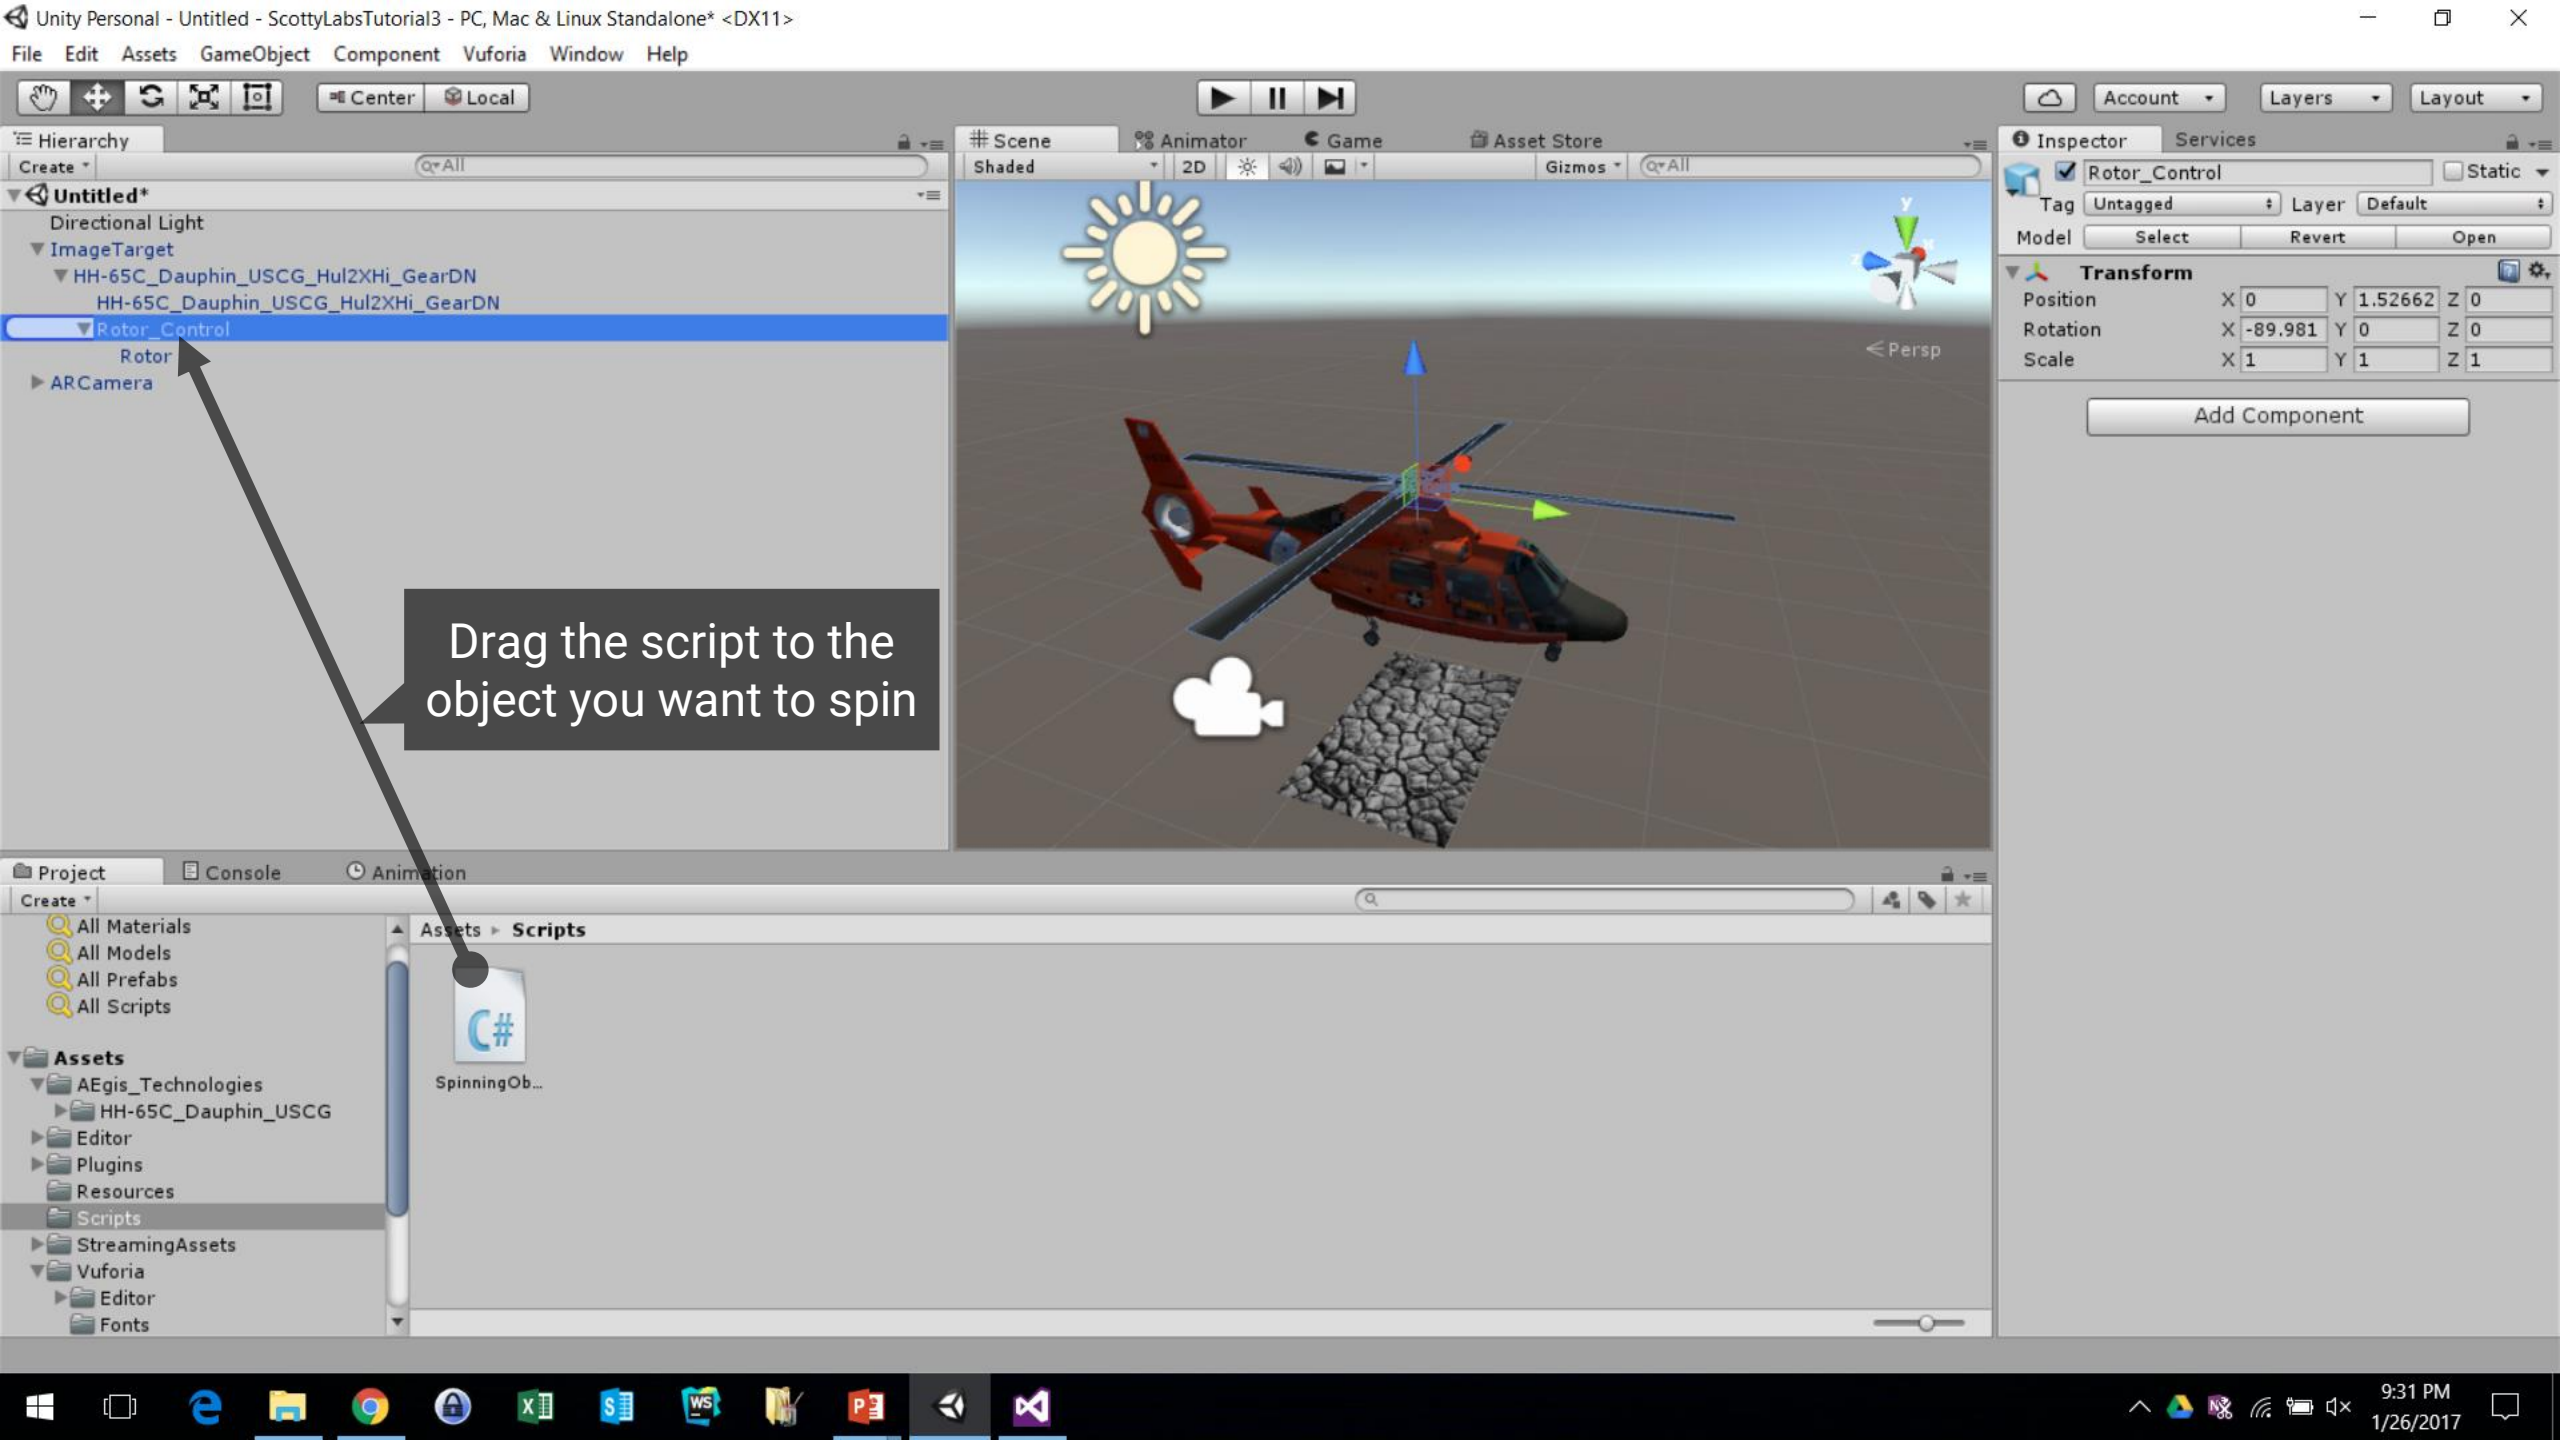 Unity Personal - Untitled - ScottyLabsTutorial3 - PC, Mac & Linux Standalone* <DX11>
File Edit Assets GameObject Component Vuforia Window Help
Center Local
Account Layers Layout
Hierarchy
Create All
Untitled*
Directional Light
ImageTarget
HH-65C_Dauphin_USCG_Hul2XHi_GearDN
HH-65C_Dauphin_USCG_Hul2XHi_GearDN
Rotor_Control
Rotor
ARCamera
Scene Animator Game Asset Store
Shaded 2D Gizmos All
y
x
z
Persp
Inspector Services
Rotor_Control Static
Tag Untagged Layer Default
Model Select Revert Open
Transform
Position X 0 Y 1.52662 Z 0
Rotation X -89.981 Y 0 Z 0
Scale X 1 Y 1 Z 1
Add Component
Drag the script to the
object you want to spin
Project Console Animation
Create
All Materials
All Models
All Prefabs
All Scripts
Assets
AEgis_Technologies
HH-65C_Dauphin_USCG
Editor
Plugins
Resources
Scripts
StreamingAssets
Vuforia
Editor
Fonts
Assets Scripts
C#
SpinningOb...
9:31 PM
1/26/2017